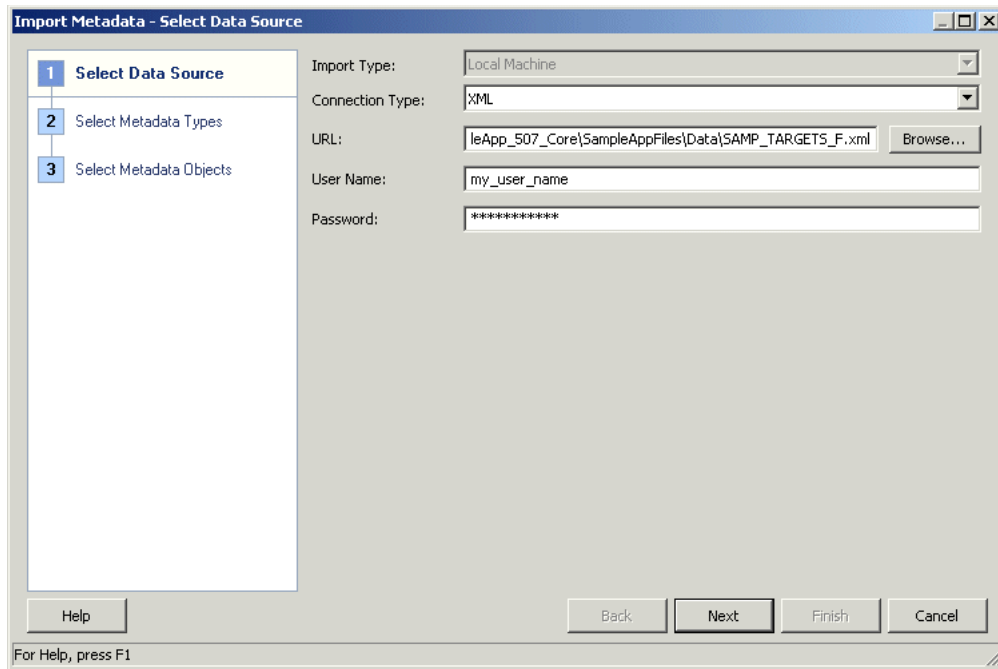 Import Metadata - Select Data Source
1 Select Data Source
2 Select Metadata Types
3 Select Metadata Objects
Import Type: Local Machine
Connection Type: XML
URL: leApp_507_Core\SampleAppFiles\Data\SAMP_TARGETS_F.xml Browse...
User Name: my_user_name
Password: ***********
Help Back Next Finish Cancel
For Help, press F1